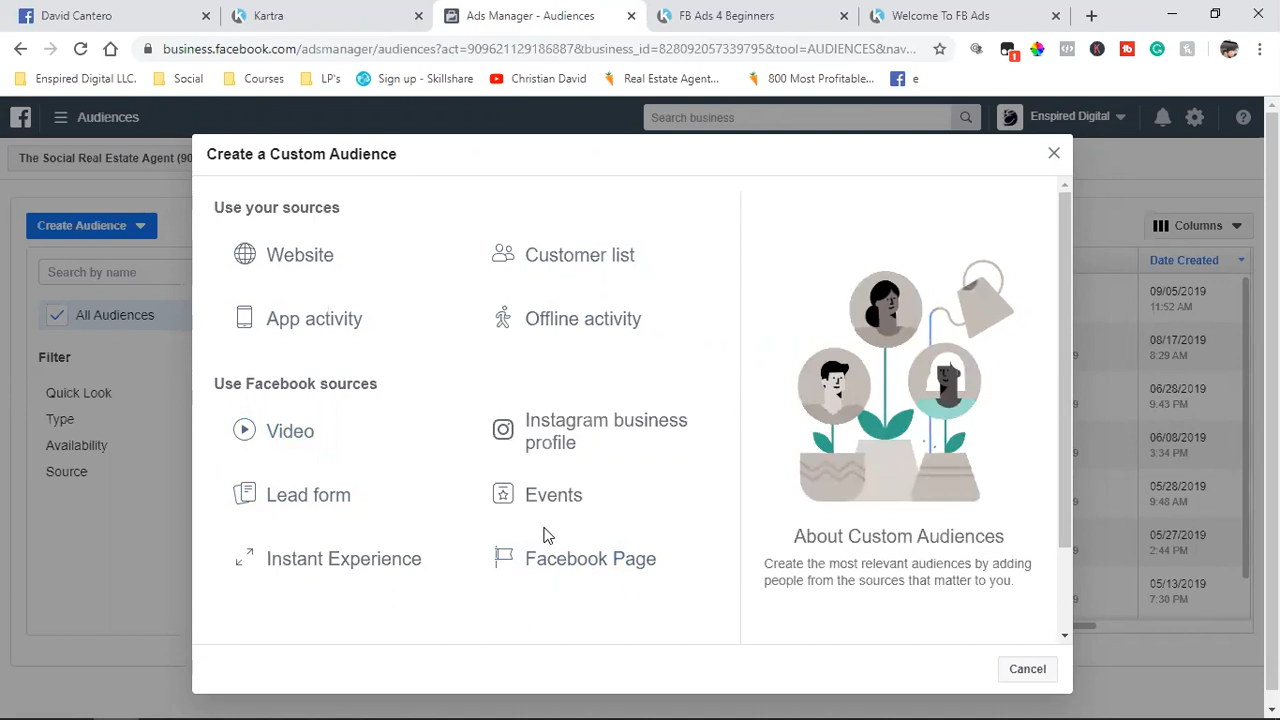 David Cantero
Kartra
Ads Manager - Audiences
FB Ads 4 Beginners
Welcome To FB Ads
business.facebook.com/adsmanager/audiences?act=909621129186887&business_id=828092057339795&tool=AUDIENCES&nav...
1
Enspired Digital LLC.
Social
Courses
LP's
Sign up - Skillshare
Christian David
Real Estate Agent...
800 Most Profitable...
e
Audiences
Search business
Enspired Digital
The Social Real Estate Agent (90
Create Audience
Columns
Search by name
Date Created
All Audiences
Filter
Quick Look
Type
Availability
Source
Create a Custom Audience
Use your sources
Website
Customer list
App activity
Offline activity
Use Facebook sources
Video
Instagram business
profile
Lead form
Events
Instant Experience
Facebook Page
About Custom Audiences
Create the most relevant audiences by adding
people from the sources that matter to you.
Cancel
09/05/2019
11:52 AM
08/17/2019
8:29 AM
06/28/2019
9:43 PM
06/08/2019
3:34 PM
05/28/2019
9:48 AM
05/27/2019
2:44 PM
05/13/2019
7:30 PM